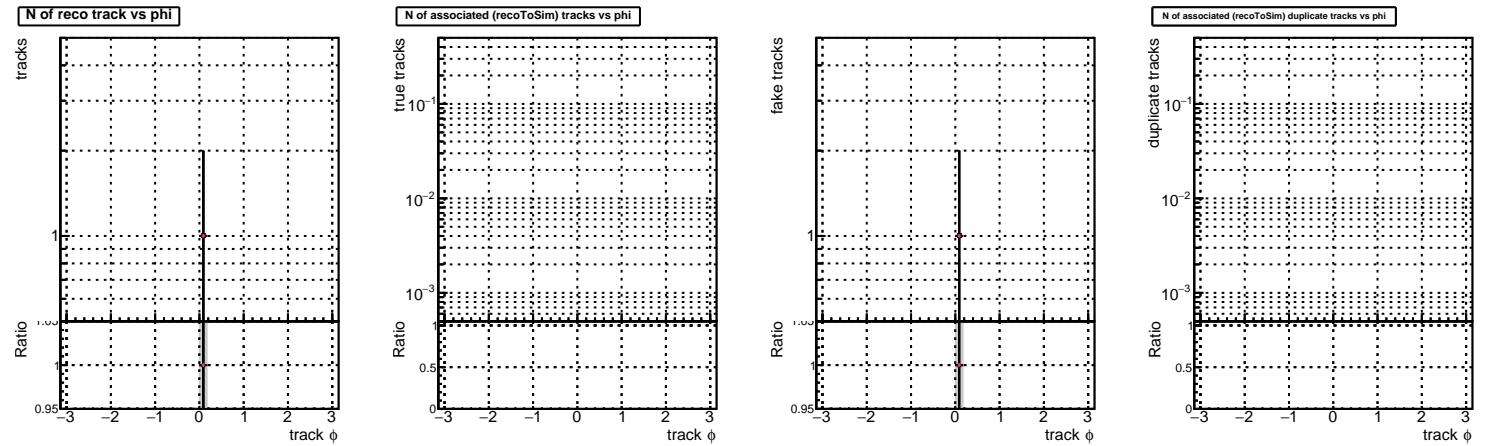 N of reco track vs phi
tracks
1
Ratio
1.05
1
0.95
−3 −2 −1 0 1 2 3
track ϕ
N of associated (recoToSim) tracks vs phi
true tracks
10−1
10−2
10−3
Ratio
1
0.5
0
−3 −2 −1 0 1 2 3
track ϕ
fake tracks
1
Ratio
1.05
1
0.95
−3 −2 −1 0 1 2 3
track ϕ
N of associated (recoToSim) duplicate tracks vs phi
duplicate tracks
10−1
10−2
10−3
Ratio
1
0.5
0
−3 −2 −1 0 1 2 3
track ϕ